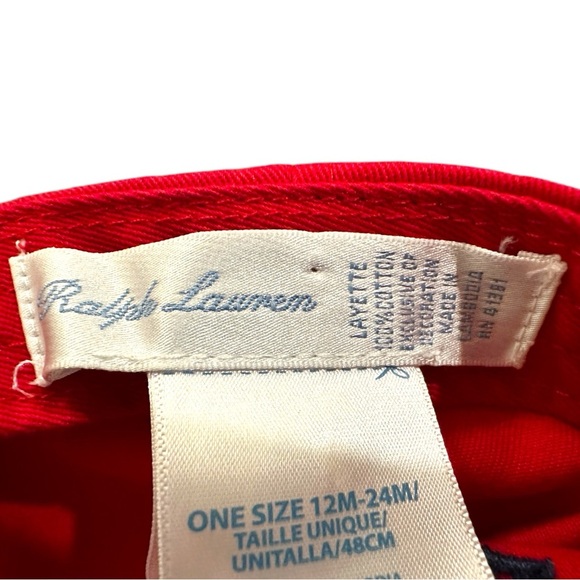 Ralph Lauren
LAYETTE
100% COTTON
EXCLUSIVE OF
DECORATION
MADE IN
CAMBODIA
RN 41381
ONE SIZE 12M-24M/
TAILLE UNIQUE/
UNITALLA/48CM